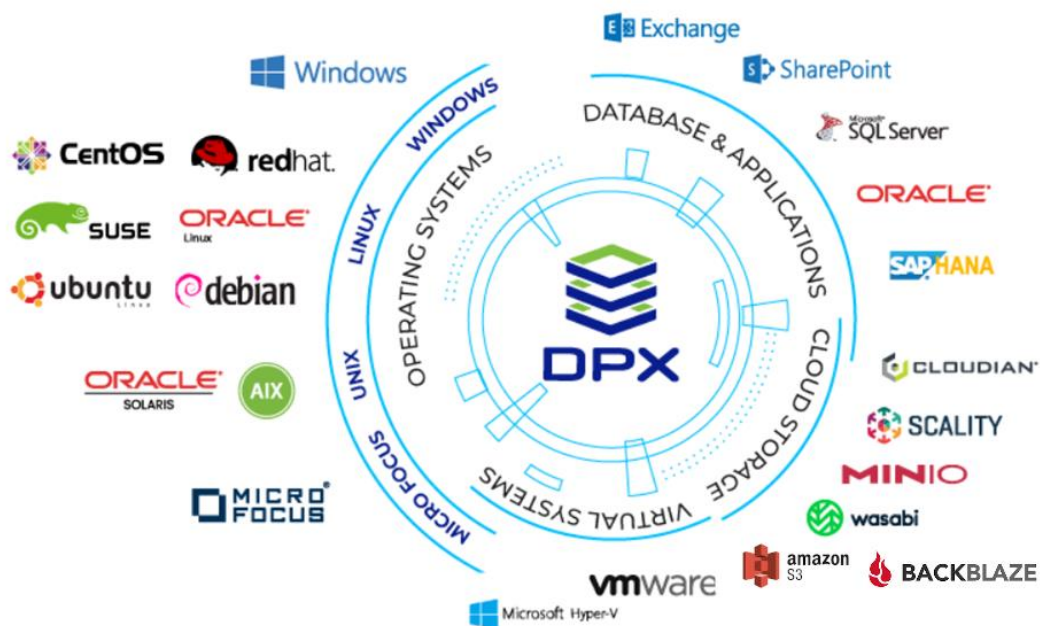 Exchange
SharePoint
Microsoft
SQL Server
ORACLE
SAP HANA
CLOUDIAN
SCALITY
MINIO
wasabi
amazon
S3
BACKBLAZE
vmware
Microsoft Hyper-V
Windows
CentOS
redhat.
SUSE
ORACLE
Linux
ubuntu
LINUX
debian
ORACLE
SOLARIS
AIX
MICRO
FOCUS
WINDOWS
LINUX
UNIX
MICRO FOCUS
OPERATING SYSTEMS
DATABASE & APPLICATIONS
CLOUD STORAGE
VIRTUAL SYSTEMS
DPX